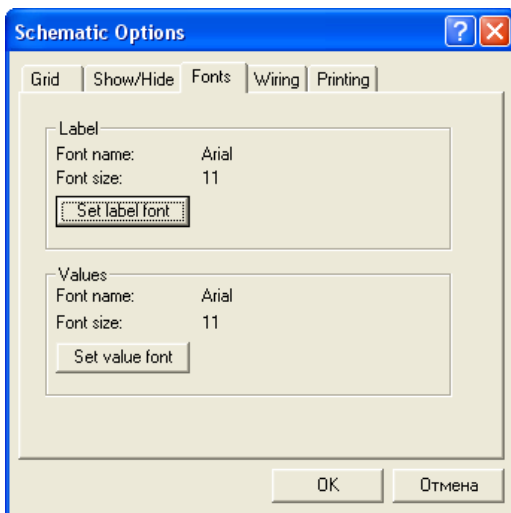 Schematic Options
Grid Show/Hide Fonts Wiring Printing
Label
Font name: Arial
Font size: 11
Set label font
Values
Font name: Arial
Font size: 11
Set value font
OK Отмена